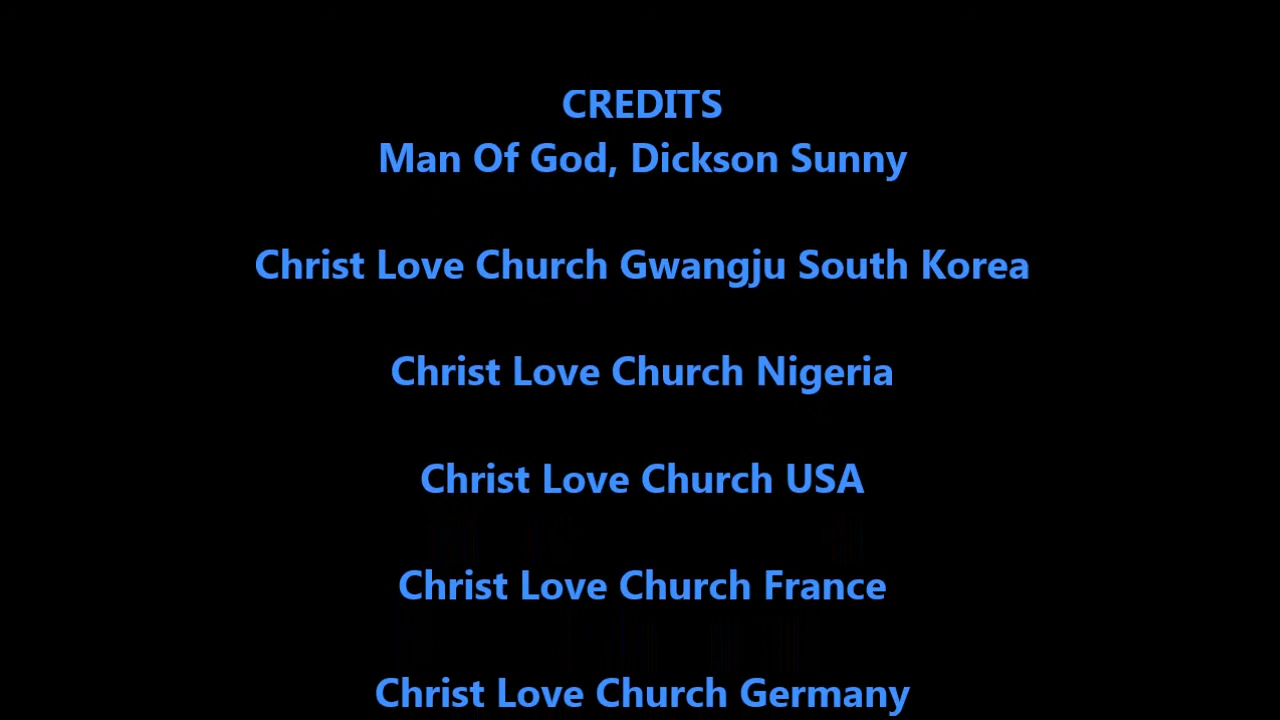 CREDITS
Man Of God, Dickson Sunny
Christ Love Church Gwangju South Korea
Christ Love Church Nigeria
Christ Love Church USA
Christ Love Church France
Christ Love Church Germany